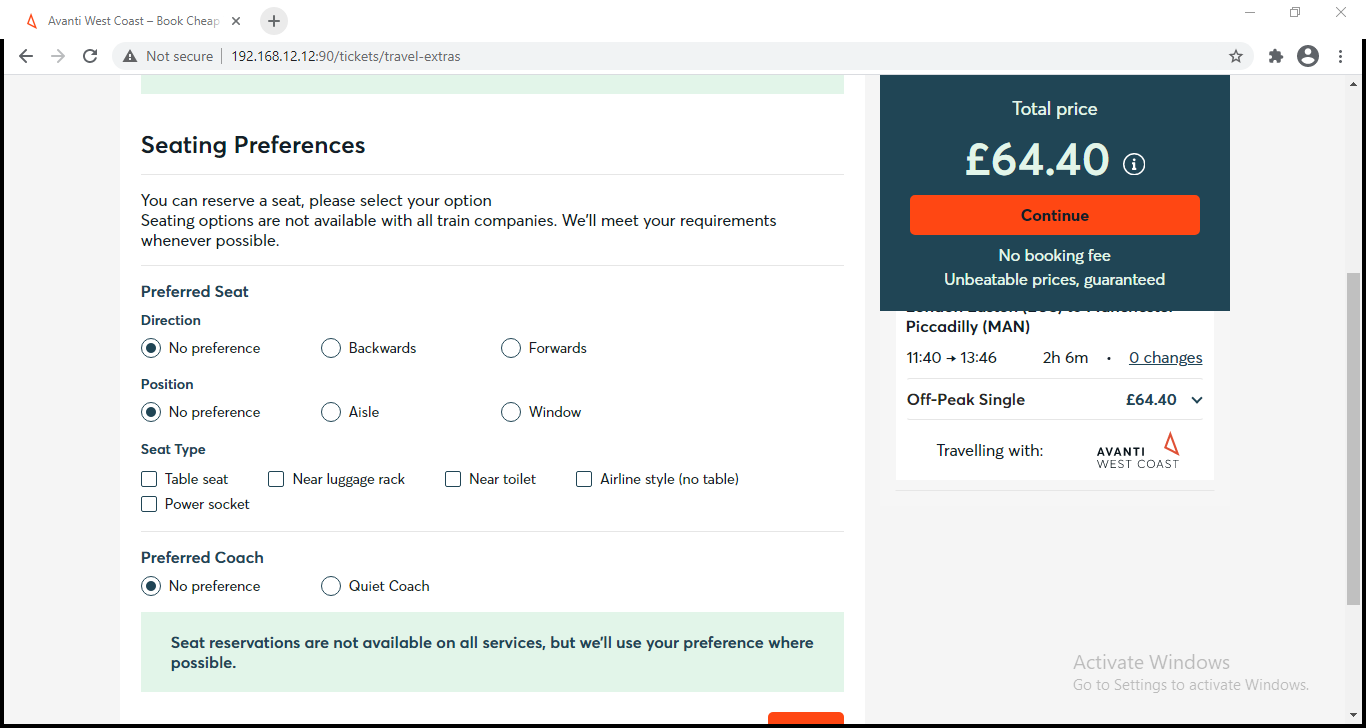 Avanti West Coast – Book Cheap
Not secure
192.168.12.12:90/tickets/travel-extras
Seating Preferences
You can reserve a seat, please select your option
Seating options are not available with all train companies. We'll meet your requirements
whenever possible.
Preferred Seat
Direction
No preference Backwards Forwards
Position
No preference Aisle Window
Seat Type
Table seat Near luggage rack Near toilet Airline style (no table)
Power socket
Preferred Coach
No preference Quiet Coach
Seat reservations are not available on all services, but we'll use your preference where
possible.
Total price
£64.40
Continue
No booking fee
Unbeatable prices, guaranteed
Piccadilly (MAN)
11:40 → 13:46 2h 6m • 0 changes
Off-Peak Single £64.40
Travelling with:
AVANTI
WEST COAST
Activate Windows
Go to Settings to activate Windows.